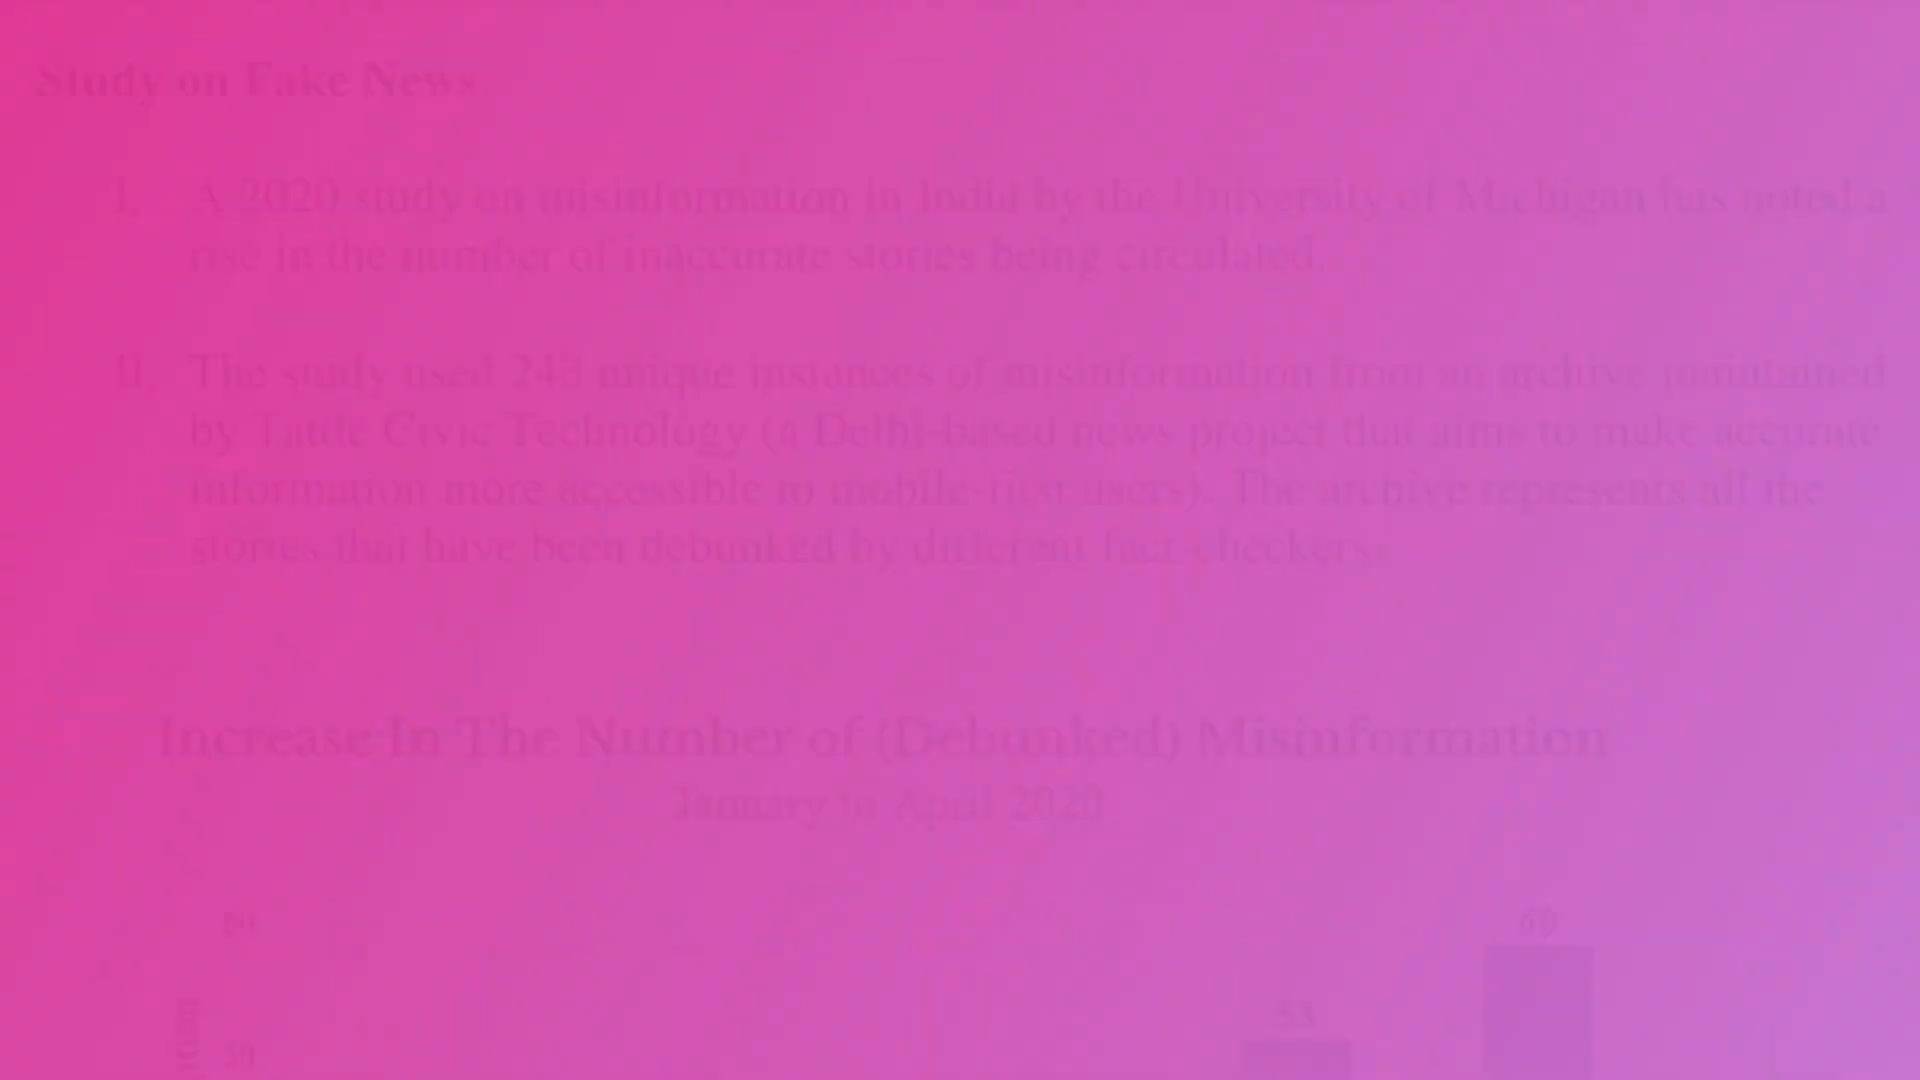 Study on Fake News
I. A 2020 study on misinformation in India by the University of Michigan has noted a
rise in the number of inaccurate stories being circulated.
II. The study used 243 unique instances of misinformation from an archive maintained
by Tattle Civic Technology (a Delhi-based news project that aims to make accurate
information more accessible to mobile-first users). The archive represents all the
stories that have been debunked by different fact-checkers.
Increase In The Number of (Debunked) Misinformation
January to April 2020
53
50